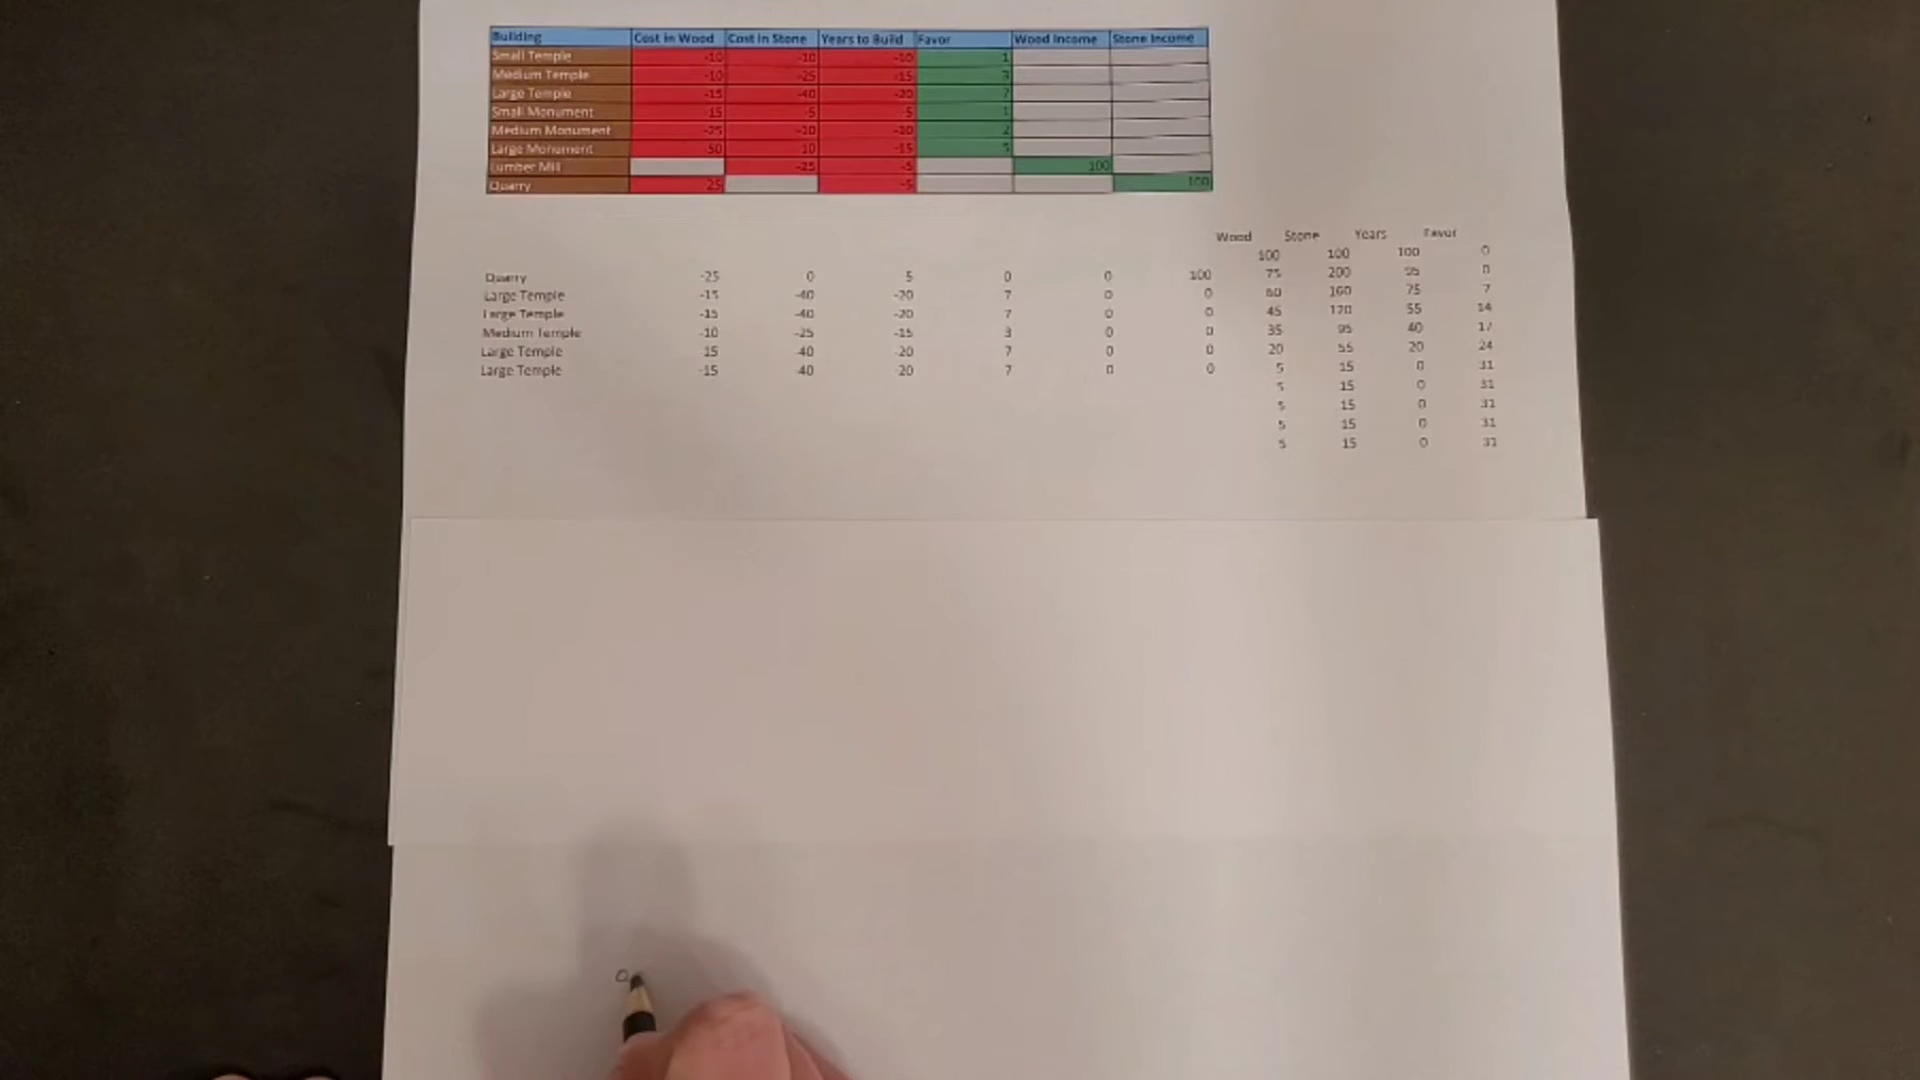 Building Cost in Wood Cost in Stone Years to Build Favor Wood Income Stone Income
Small Temple -10 -10 -10 1
Medium Temple -10 -25 -15 3
Large Temple -15 -40 -20 7
Small Monument -15 -5 -5 1
Medium Monument -25 -10 -10 2
Large Monument 50 10 -15 5
Lumber Mill -25 -5 100
Quarry 25 -5 100
Wood Stone Years Favor
100 100 100 0
Quarry -25 0 5 0 0 100 75 200 95 0
Large Temple -15 -40 -20 7 0 0 60 160 75 7
Large Temple -15 -40 -20 7 0 0 45 120 55 14
Medium Temple -10 -25 -15 3 0 0 35 95 40 17
Large Temple 15 -40 -20 7 0 0 20 55 20 24
Large Temple -15 40 20 7 0 0 5 15 0 31
5 15 0 31
5 15 0 31
5 15 0 31
5 15 0 31